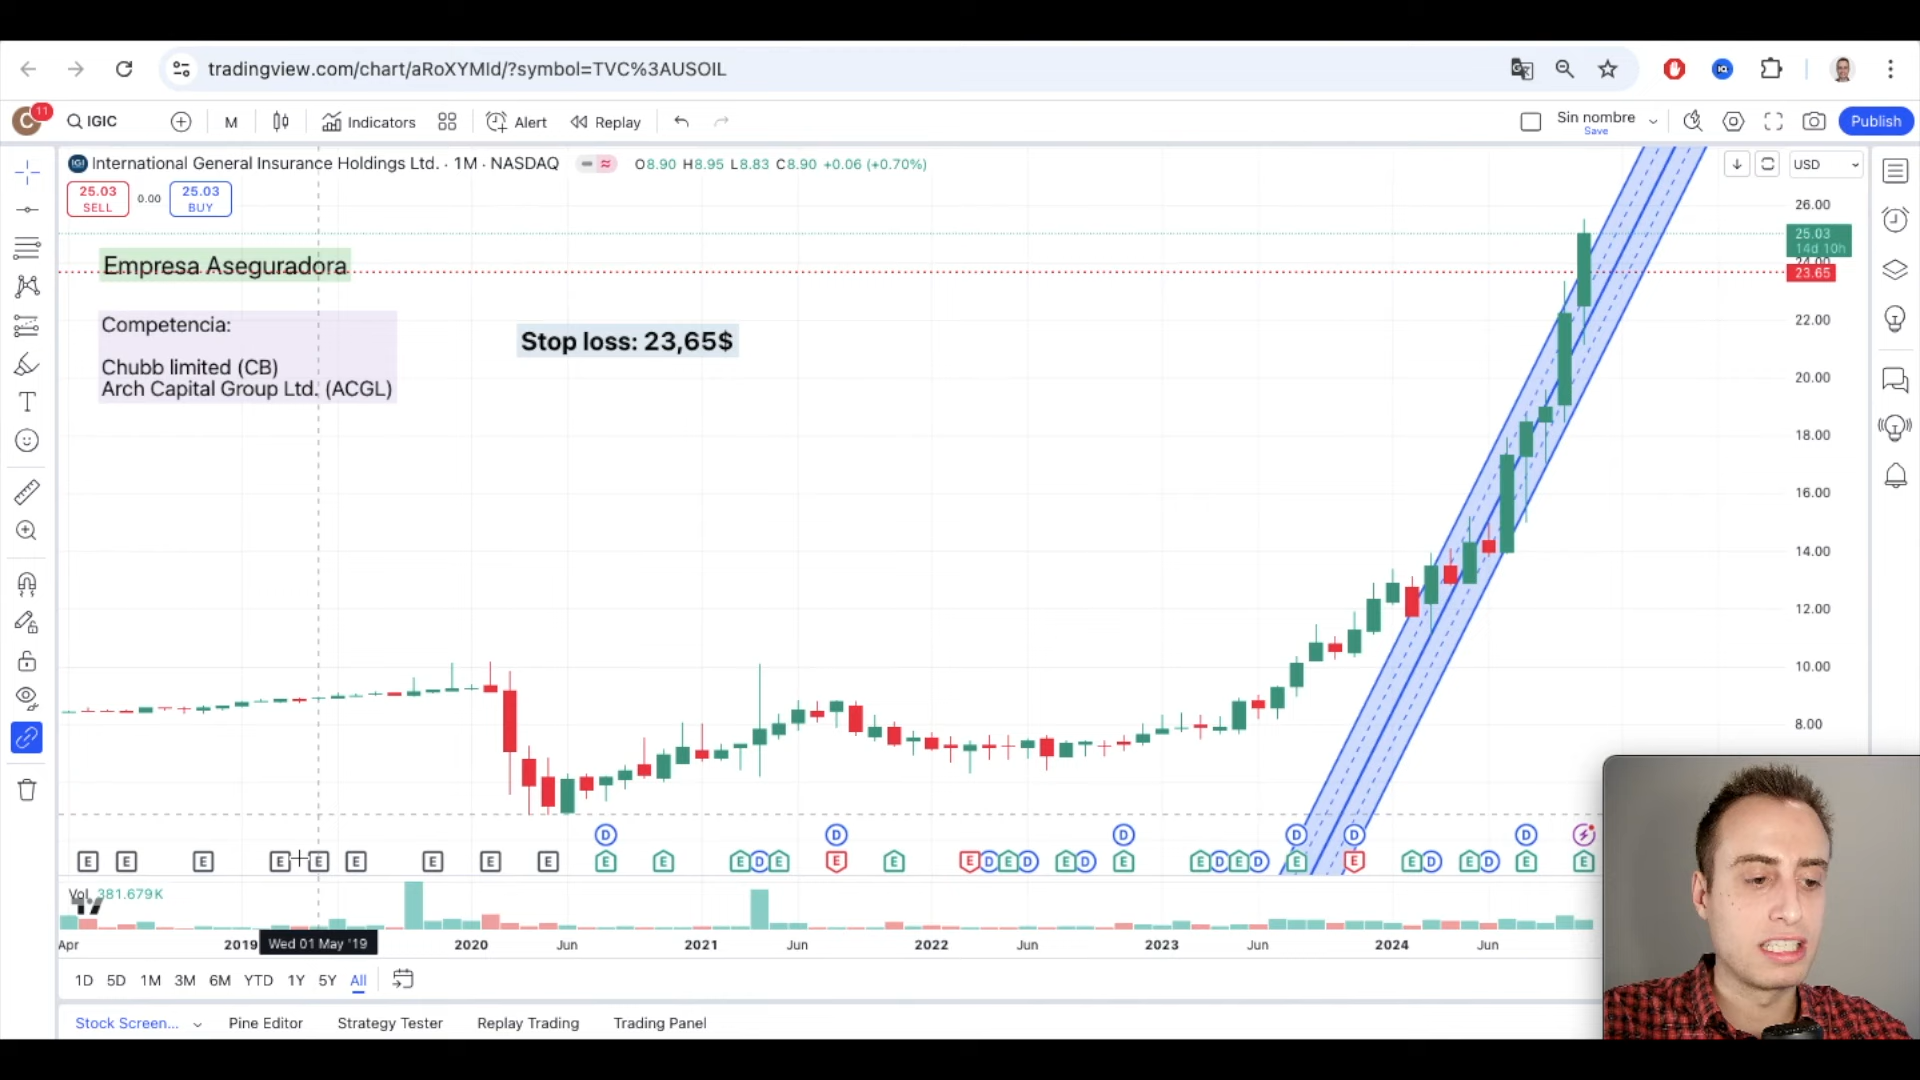 tradingview.com/chart/aRoXYMId/?symbol=TVC%3AUSOIL
C 11 IGIC M Indicators Alert Replay Sin nombre Save Publish
IGI International General Insurance Holdings Ltd. · 1M · NASDAQ O8.90 H8.95 L8.83 C8.90 +0.06 (+0.70%) USD
25.03 SELL 0.00 25.03 BUY
26.00
25.03
14d 10h
24.00
23.65
22.00
20.00
18.00
16.00
14.00
12.00
10.00
8.00
Empresa Aseguradora
Competencia:
Chubb limited (CB)
Arch Capital Group Ltd. (ACGL)
Stop loss: 23,65$
D D D D D D
E E E E E E E E E E E E D E E E E D E D E D E E D E D E E E D E D E E
Vol 381.679K
Apr 2019 Wed 01 May '19 2020 Jun 2021 Jun 2022 Jun 2023 Jun 2024 Jun
1D 5D 1M 3M 6M YTD 1Y 5Y All
Stock Screen... Pine Editor Strategy Tester Replay Trading Trading Panel